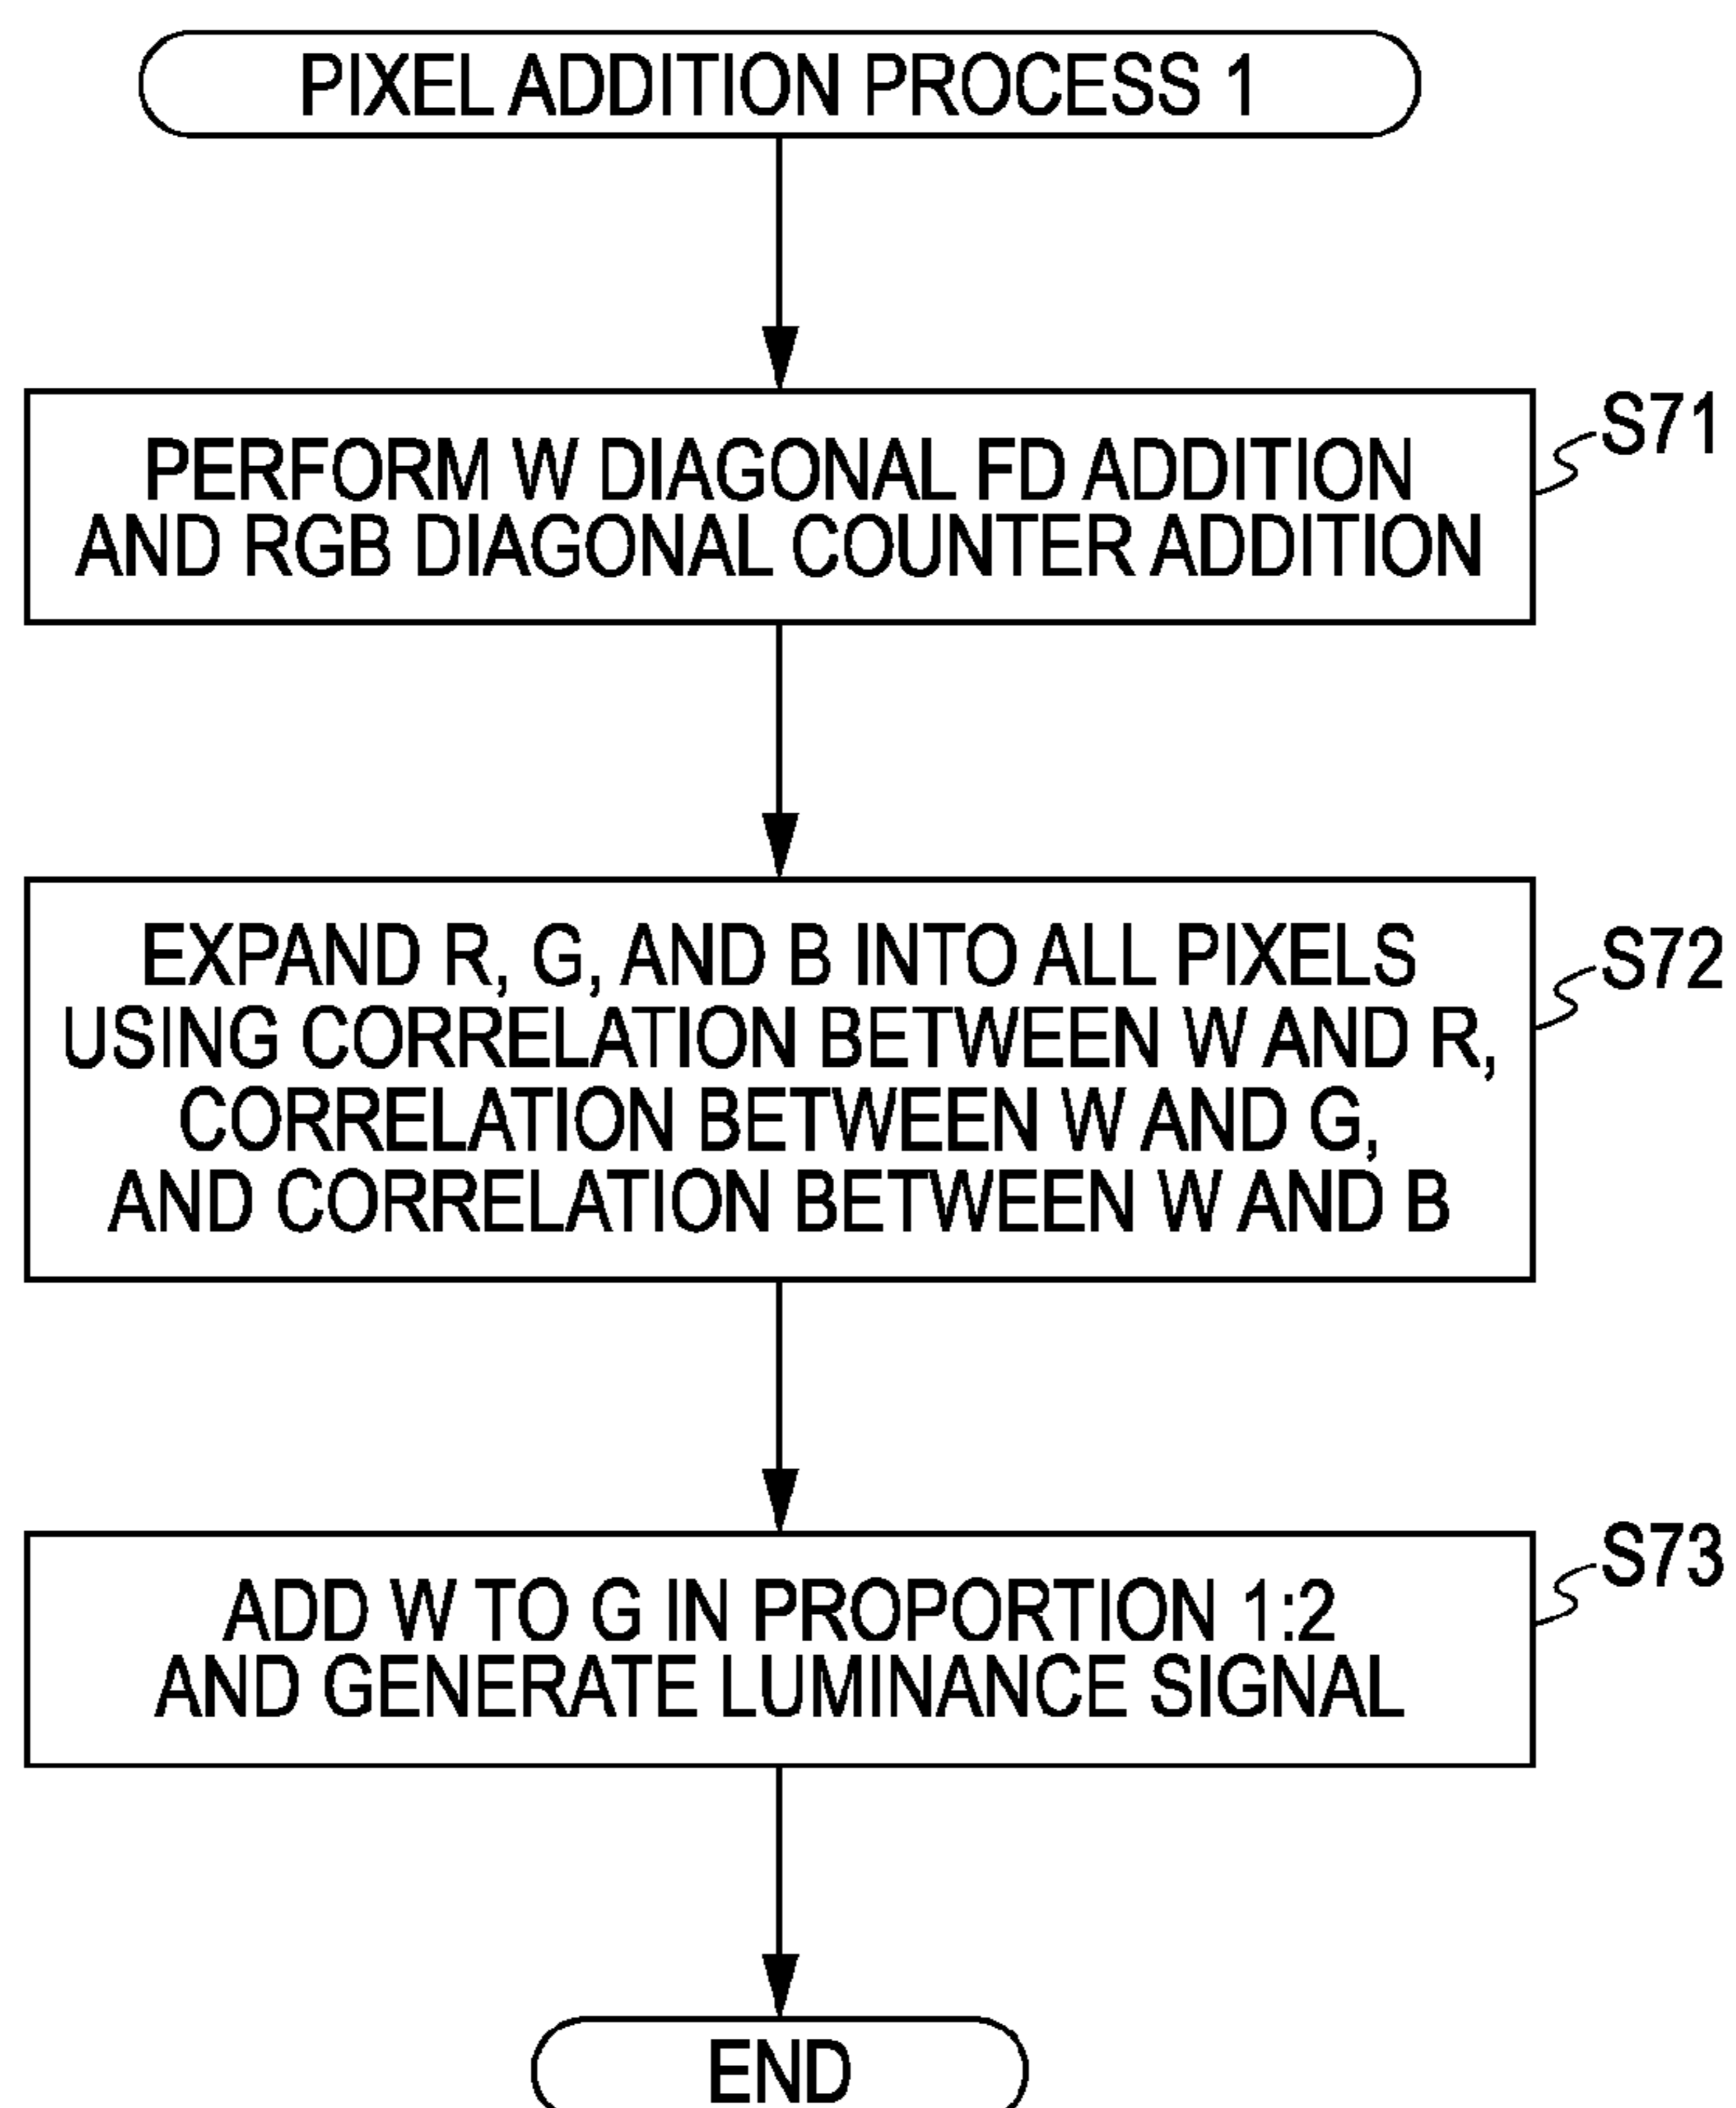 PIXEL ADDITION PROCESS 1
S71
PERFORM W DIAGONAL FD ADDITION
AND RGB DIAGONAL COUNTER ADDITION
S72
EXPAND R, G, AND B INTO ALL PIXELS
USING CORRELATION BETWEEN W AND R,
CORRELATION BETWEEN W AND G,
AND CORRELATION BETWEEN W AND B
S73
ADD W TO G IN PROPORTION 1:2
AND GENERATE LUMINANCE SIGNAL
END